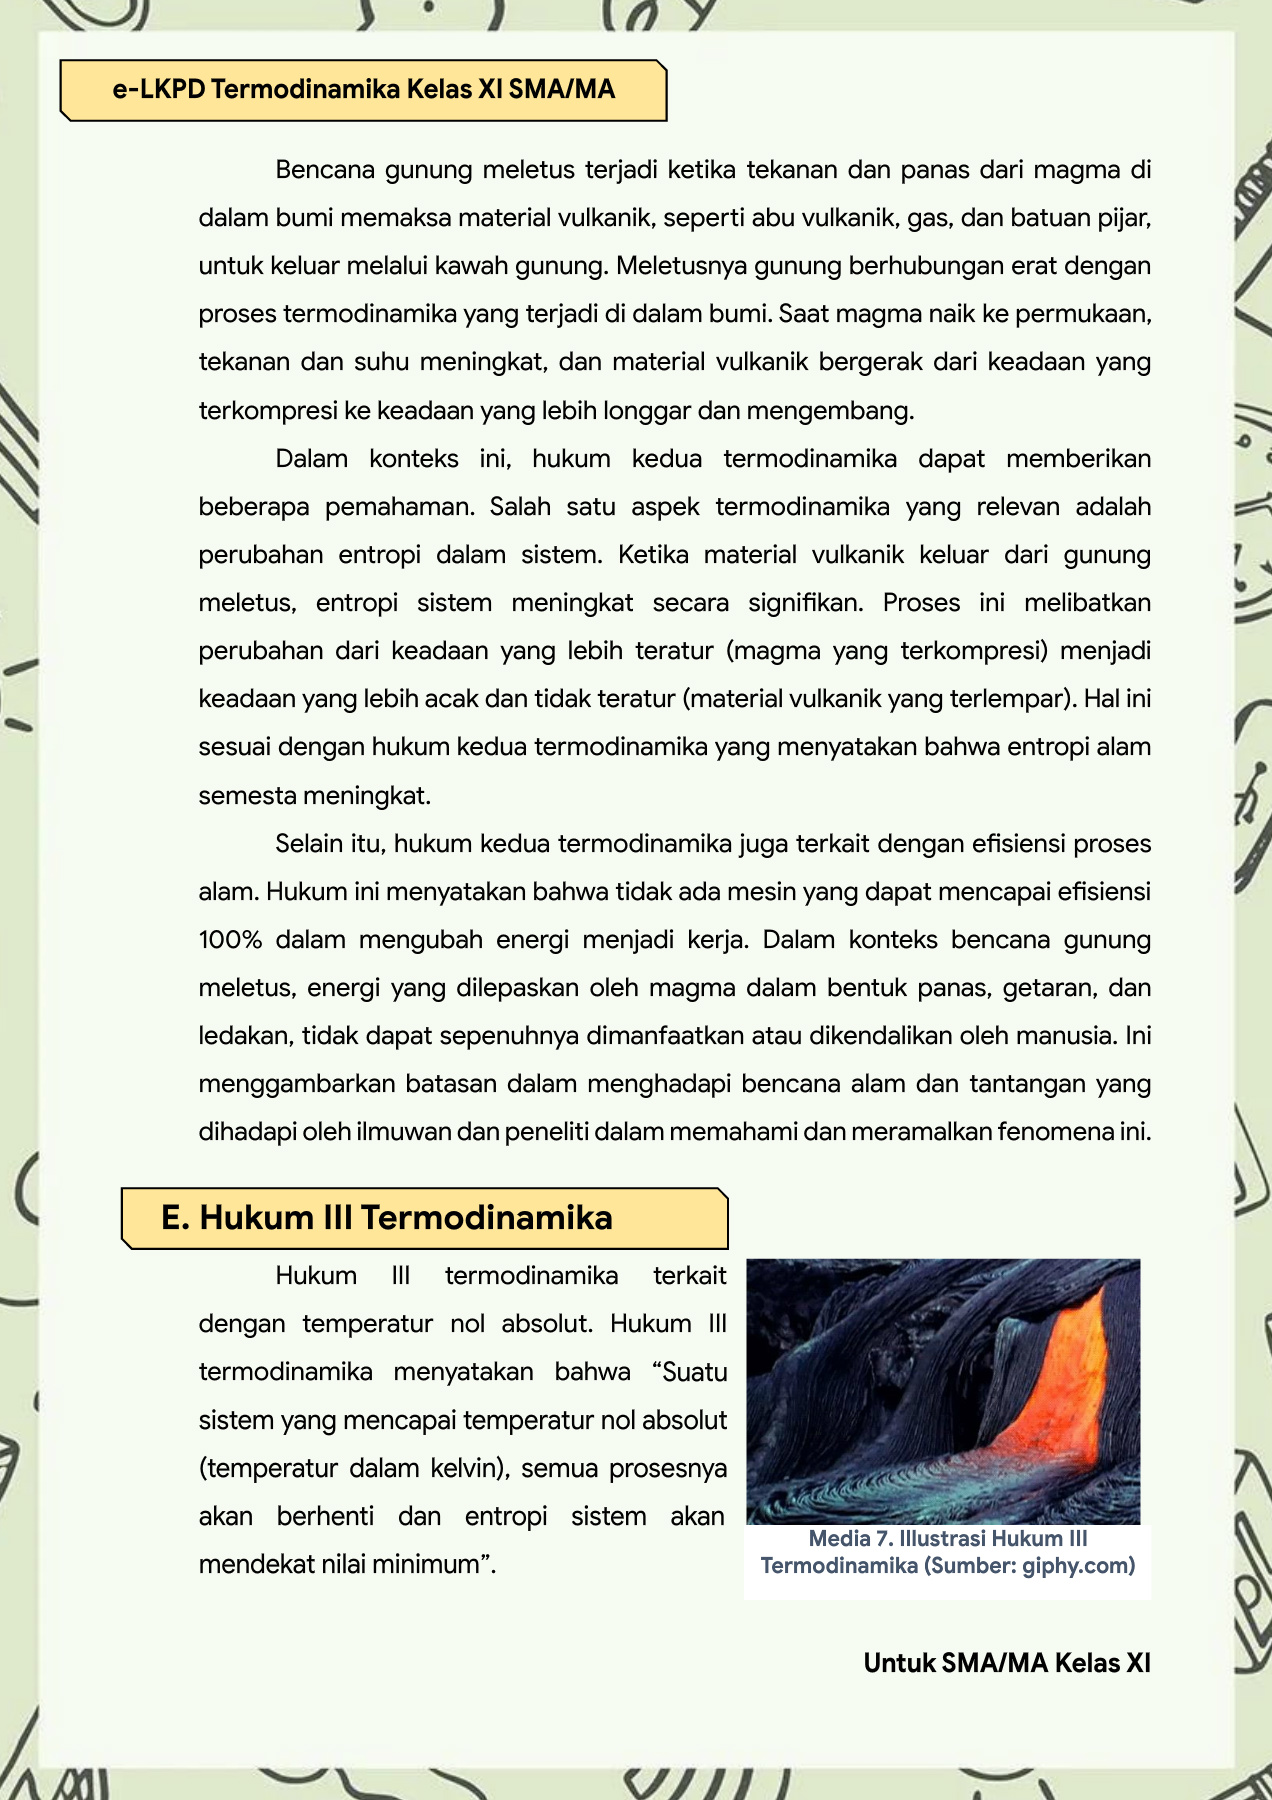 e-LKPD Termodinamika Kelas XI SMA/MA
Bencana gunung meletus terjadi ketika tekanan dan panas dari magma di
dalam bumi memaksa material vulkanik, seperti abu vulkanik, gas, dan batuan pijar,
untuk keluar melalui kawah gunung. Meletusnya gunung berhubungan erat dengan
proses termodinamika yang terjadi di dalam bumi. Saat magma naik ke permukaan,
tekanan dan suhu meningkat, dan material vulkanik bergerak dari keadaan yang
terkompresi ke keadaan yang lebih longgar dan mengembang.
Dalam konteks ini, hukum kedua termodinamika dapat memberikan
beberapa pemahaman. Salah satu aspek termodinamika yang relevan adalah
perubahan entropi dalam sistem. Ketika material vulkanik keluar dari gunung
meletus, entropi sistem meningkat secara signifikan. Proses ini melibatkan
perubahan dari keadaan yang lebih teratur (magma yang terkompresi) menjadi
keadaan yang lebih acak dan tidak teratur (material vulkanik yang terlempar). Hal ini
sesuai dengan hukum kedua termodinamika yang menyatakan bahwa entropi alam
semesta meningkat.
Selain itu, hukum kedua termodinamika juga terkait dengan efisiensi proses
alam. Hukum ini menyatakan bahwa tidak ada mesin yang dapat mencapai efisiensi
100% dalam mengubah energi menjadi kerja. Dalam konteks bencana gunung
meletus, energi yang dilepaskan oleh magma dalam bentuk panas, getaran, dan
ledakan, tidak dapat sepenuhnya dimanfaatkan atau dikendalikan oleh manusia. Ini
menggambarkan batasan dalam menghadapi bencana alam dan tantangan yang
dihadapi oleh ilmuwan dan peneliti dalam memahami dan meramalkan fenomena ini.
E. Hukum III Termodinamika
Hukum III termodinamika terkait
dengan temperatur nol absolut. Hukum III
termodinamika menyatakan bahwa “Suatu
sistem yang mencapai temperatur nol absolut
(temperatur dalam kelvin), semua prosesnya
akan berhenti dan entropi sistem akan
mendekat nilai minimum”.
Media 7. Illustrasi Hukum III
Termodinamika (Sumber: giphy.com)
Untuk SMA/MA Kelas XI